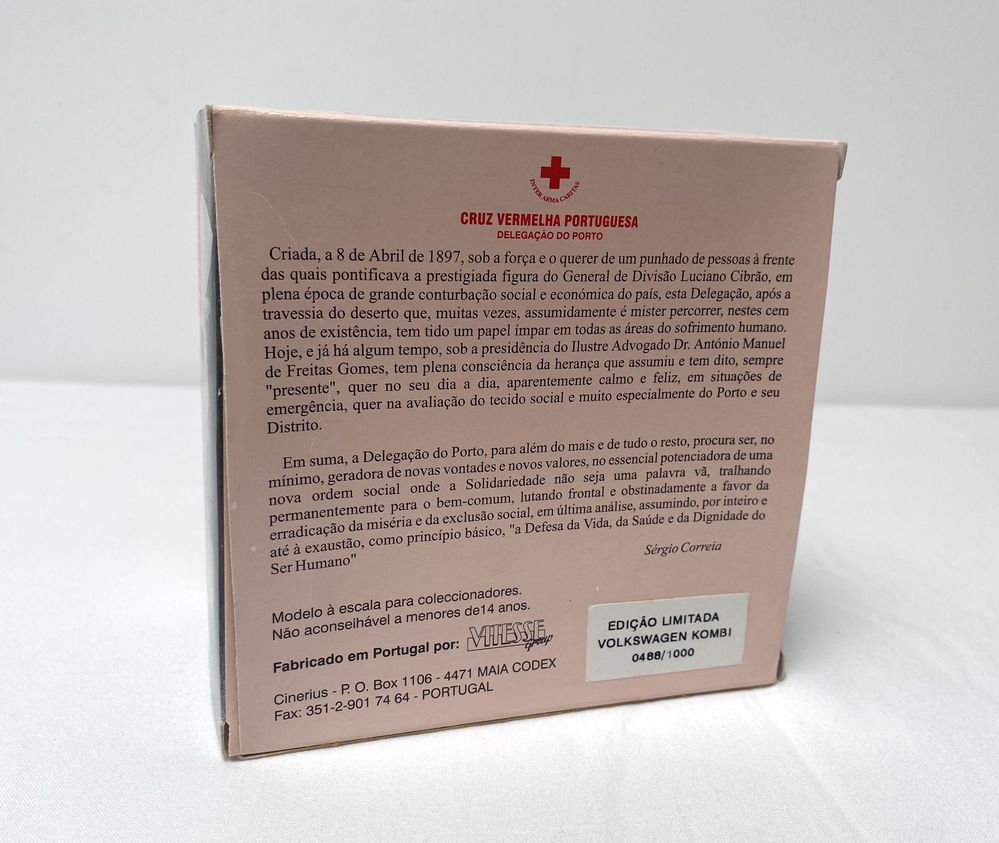 INTER ARMA CARITAS
CRUZ VERMELHA PORTUGUESA
DELEGAÇÃO DO PORTO
Criada, a 8 de Abril de 1897, sob a força e o querer de um punhado de pessoas à frente
das quais pontificava a prestigiada figura do General de Divisão Luciano Cibrão, em
plena época de grande conturbação social e económica do país, esta Delegação, após a
travessia do deserto que, muitas vezes, assumidamente é míster percorrer, nestes cem
anos de existência, tem tido um papel ímpar em todas as áreas do sofrimento humano.
Hoje, e já há algum tempo, sob a presidência do Ilustre Advogado Dr. António Manuel
de Freitas Gomes, tem plena consciência da herança que assumiu e tem dito, sempre
"presente", quer no seu dia a dia, aparentemente calmo e feliz, em situações de
emergência, quer na avaliação do tecido social e muito especialmente do Porto e seu
Distrito.
Em suma, a Delegação do Porto, para além do mais e de tudo o resto, procura ser, no
mínimo, geradora de novas vontades e novos valores, no essencial potenciadora de uma
nova ordem social onde a Solidariedade não seja uma palavra vã, tralhando
permanentemente para o bem-comum, lutando frontal e obstinadamente a favor da
erradicação da miséria e da exclusão social, em última análise, assumindo, por inteiro e
até à exaustão, como princípio básico, "a Defesa da Vida, da Saúde e da Dignidade do
Ser Humano"
Sérgio Correia
Modelo à escala para coleccionadores.
Não aconselhável a menores de14 anos.
Fabricado em Portugal por: VITESSE Group
Cinerius - P. O. Box 1106 - 4471 MAIA CODEX
Fax: 351-2-901 74 64 - PORTUGAL
EDIÇÃO LIMITADA
VOLKSWAGEN KOMBI
0488/1000